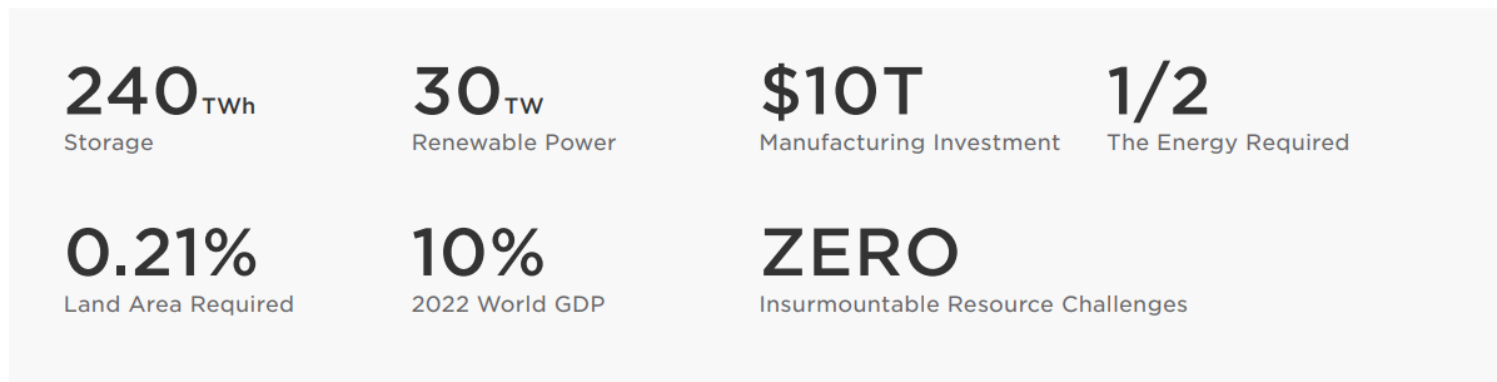 240TWh
Storage
30TW
Renewable Power
$10T
Manufacturing Investment
1/2
The Energy Required
0.21%
Land Area Required
10%
2022 World GDP
ZERO
Insurmountable Resource Challenges